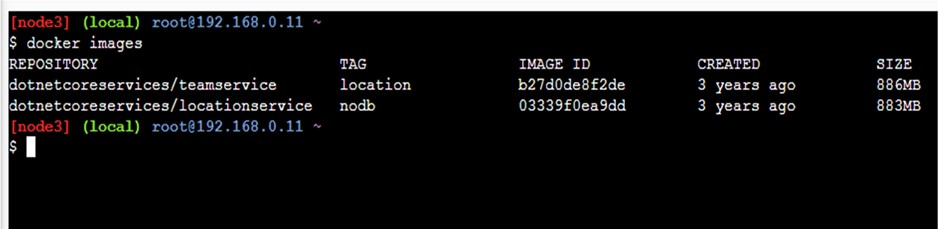 [node3] (local) root@192.168.0.11 ~
$ docker images
REPOSITORY TAG IMAGE ID CREATED SIZE
dotnetcoreservices/teamservice location b27d0de8f2de 3 years ago 886MB
dotnetcoreservices/locationservice nodb 03339f0ea9dd 3 years ago 883MB
[node3] (local) root@192.168.0.11 ~
$